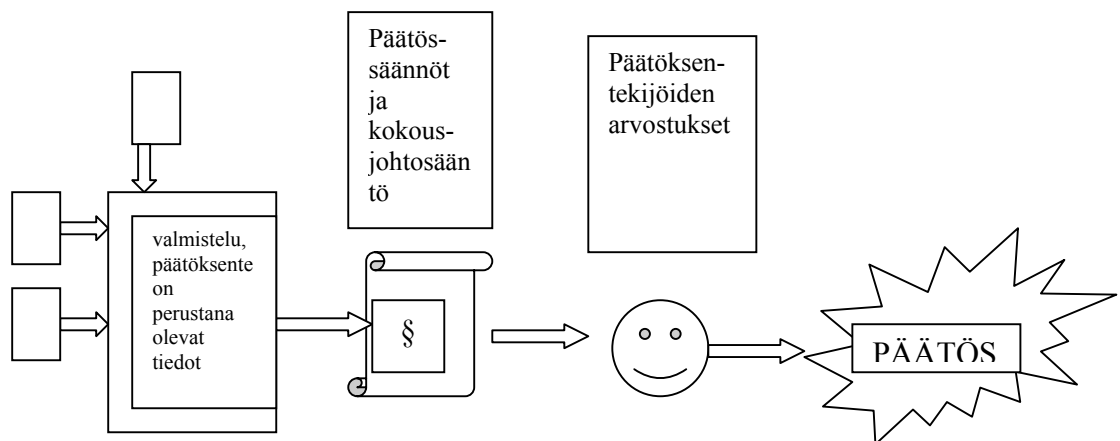 Päätös-
säännöt
ja
kokous-
johtosään
tö
Päätöksen-
tekijöiden
arvostukset
valmistelu,
päätöksente
on
perustana
olevat
tiedot
§
PÄÄTÖS